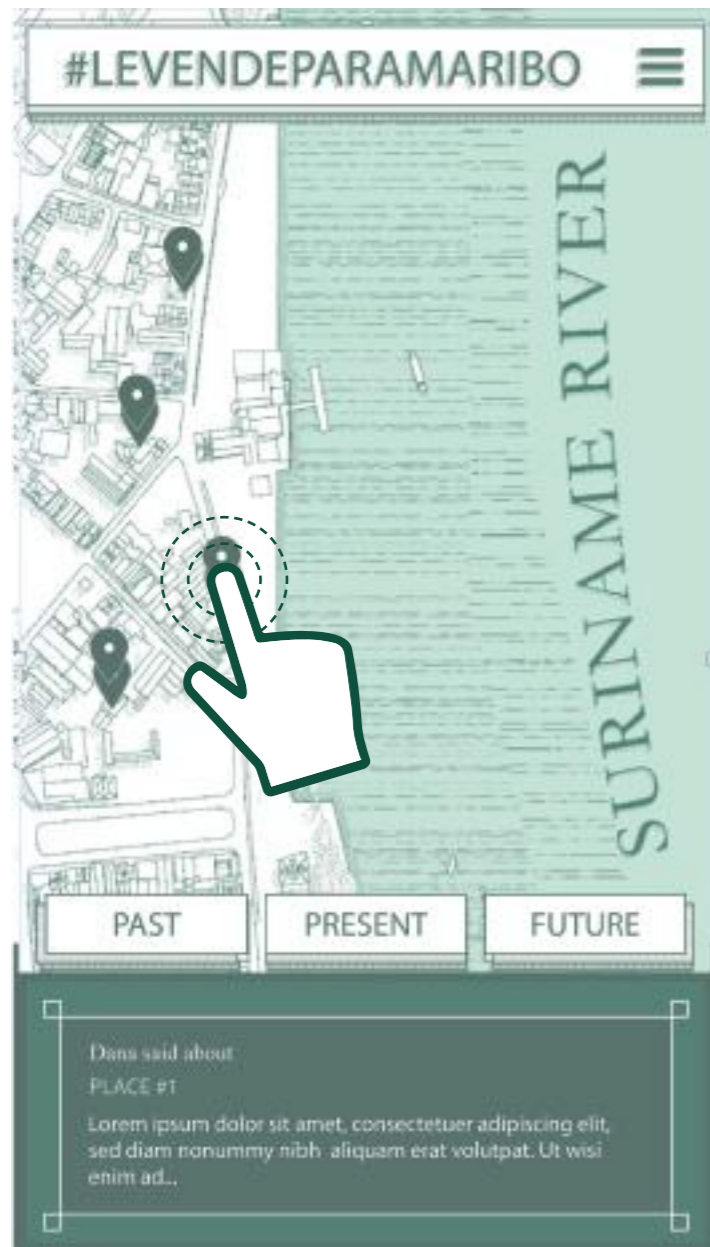 #LEVENDEPARAMARIBO
SURINAME RIVER
PAST
PRESENT
FUTURE
Dana said about
PLACE #1
Lorem ipsum dolor sit amet, consectetuer adipiscing elit,
sed diam nonummy nibh aliquam erat volutpat. Ut wisi
enim ad...